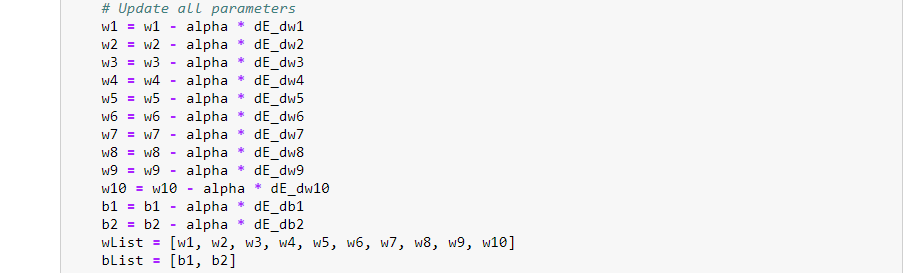 # Update all parameters
w1 = w1 - alpha * dE_dw1
w2 = w2 - alpha * dE_dw2
w3 = w3 - alpha * dE_dw3
w4 = w4 - alpha * dE_dw4
w5 = w5 - alpha * dE_dw5
w6 = w6 - alpha * dE_dw6
w7 = w7 - alpha * dE_dw7
w8 = w8 - alpha * dE_dw8
w9 = w9 - alpha * dE_dw9
w10 = w10 - alpha * dE_dw10
b1 = b1 - alpha * dE_db1
b2 = b2 - alpha * dE_db2
wList = [w1, w2, w3, w4, w5, w6, w7, w8, w9, w10]
bList = [b1, b2]